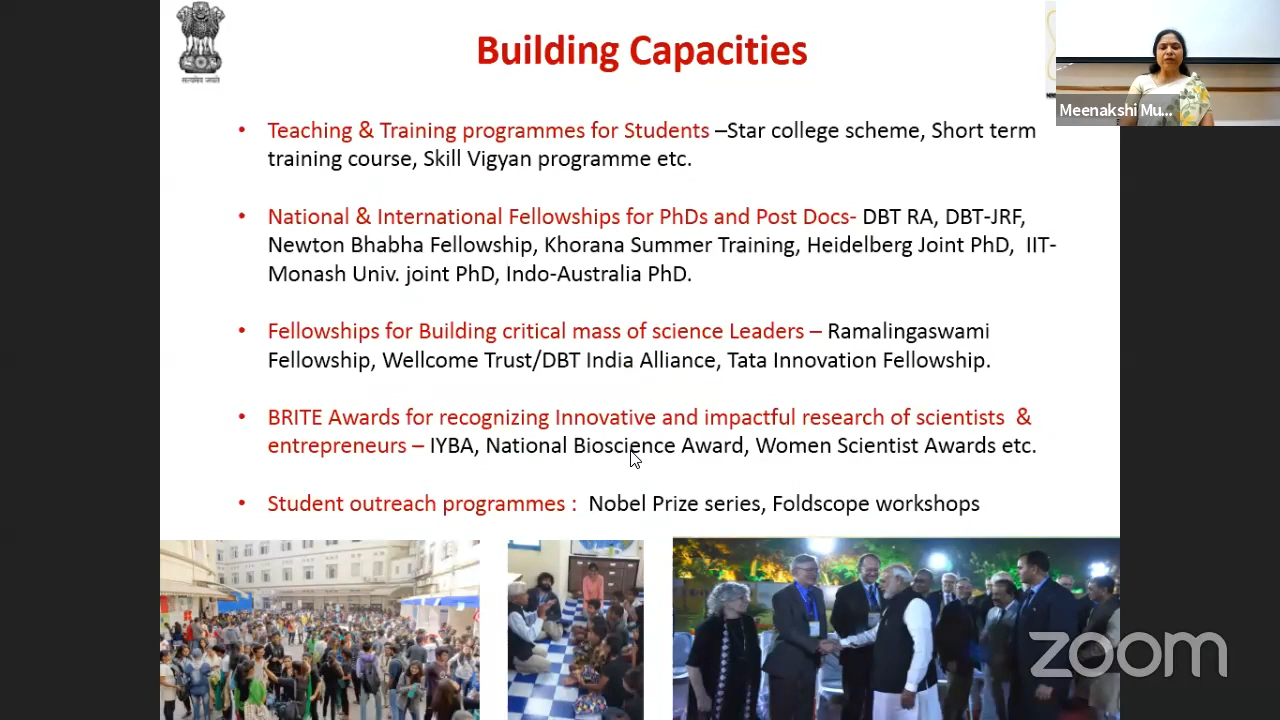 सत्यमेव जयते
Building Capacities
Meenakshi Mu...
• Teaching & Training programmes for Students –Star college scheme, Short term
training course, Skill Vigyan programme etc.
• National & International Fellowships for PhDs and Post Docs- DBT RA, DBT-JRF,
Newton Bhabha Fellowship, Khorana Summer Training, Heidelberg Joint PhD, IIT-
Monash Univ. joint PhD, Indo-Australia PhD.
• Fellowships for Building critical mass of science Leaders – Ramalingaswami
Fellowship, Wellcome Trust/DBT India Alliance, Tata Innovation Fellowship.
• BRITE Awards for recognizing Innovative and impactful research of scientists &
entrepreneurs – IYBA, National Bioscience Award, Women Scientist Awards etc.
• Student outreach programmes : Nobel Prize series, Foldscope workshops
zoom